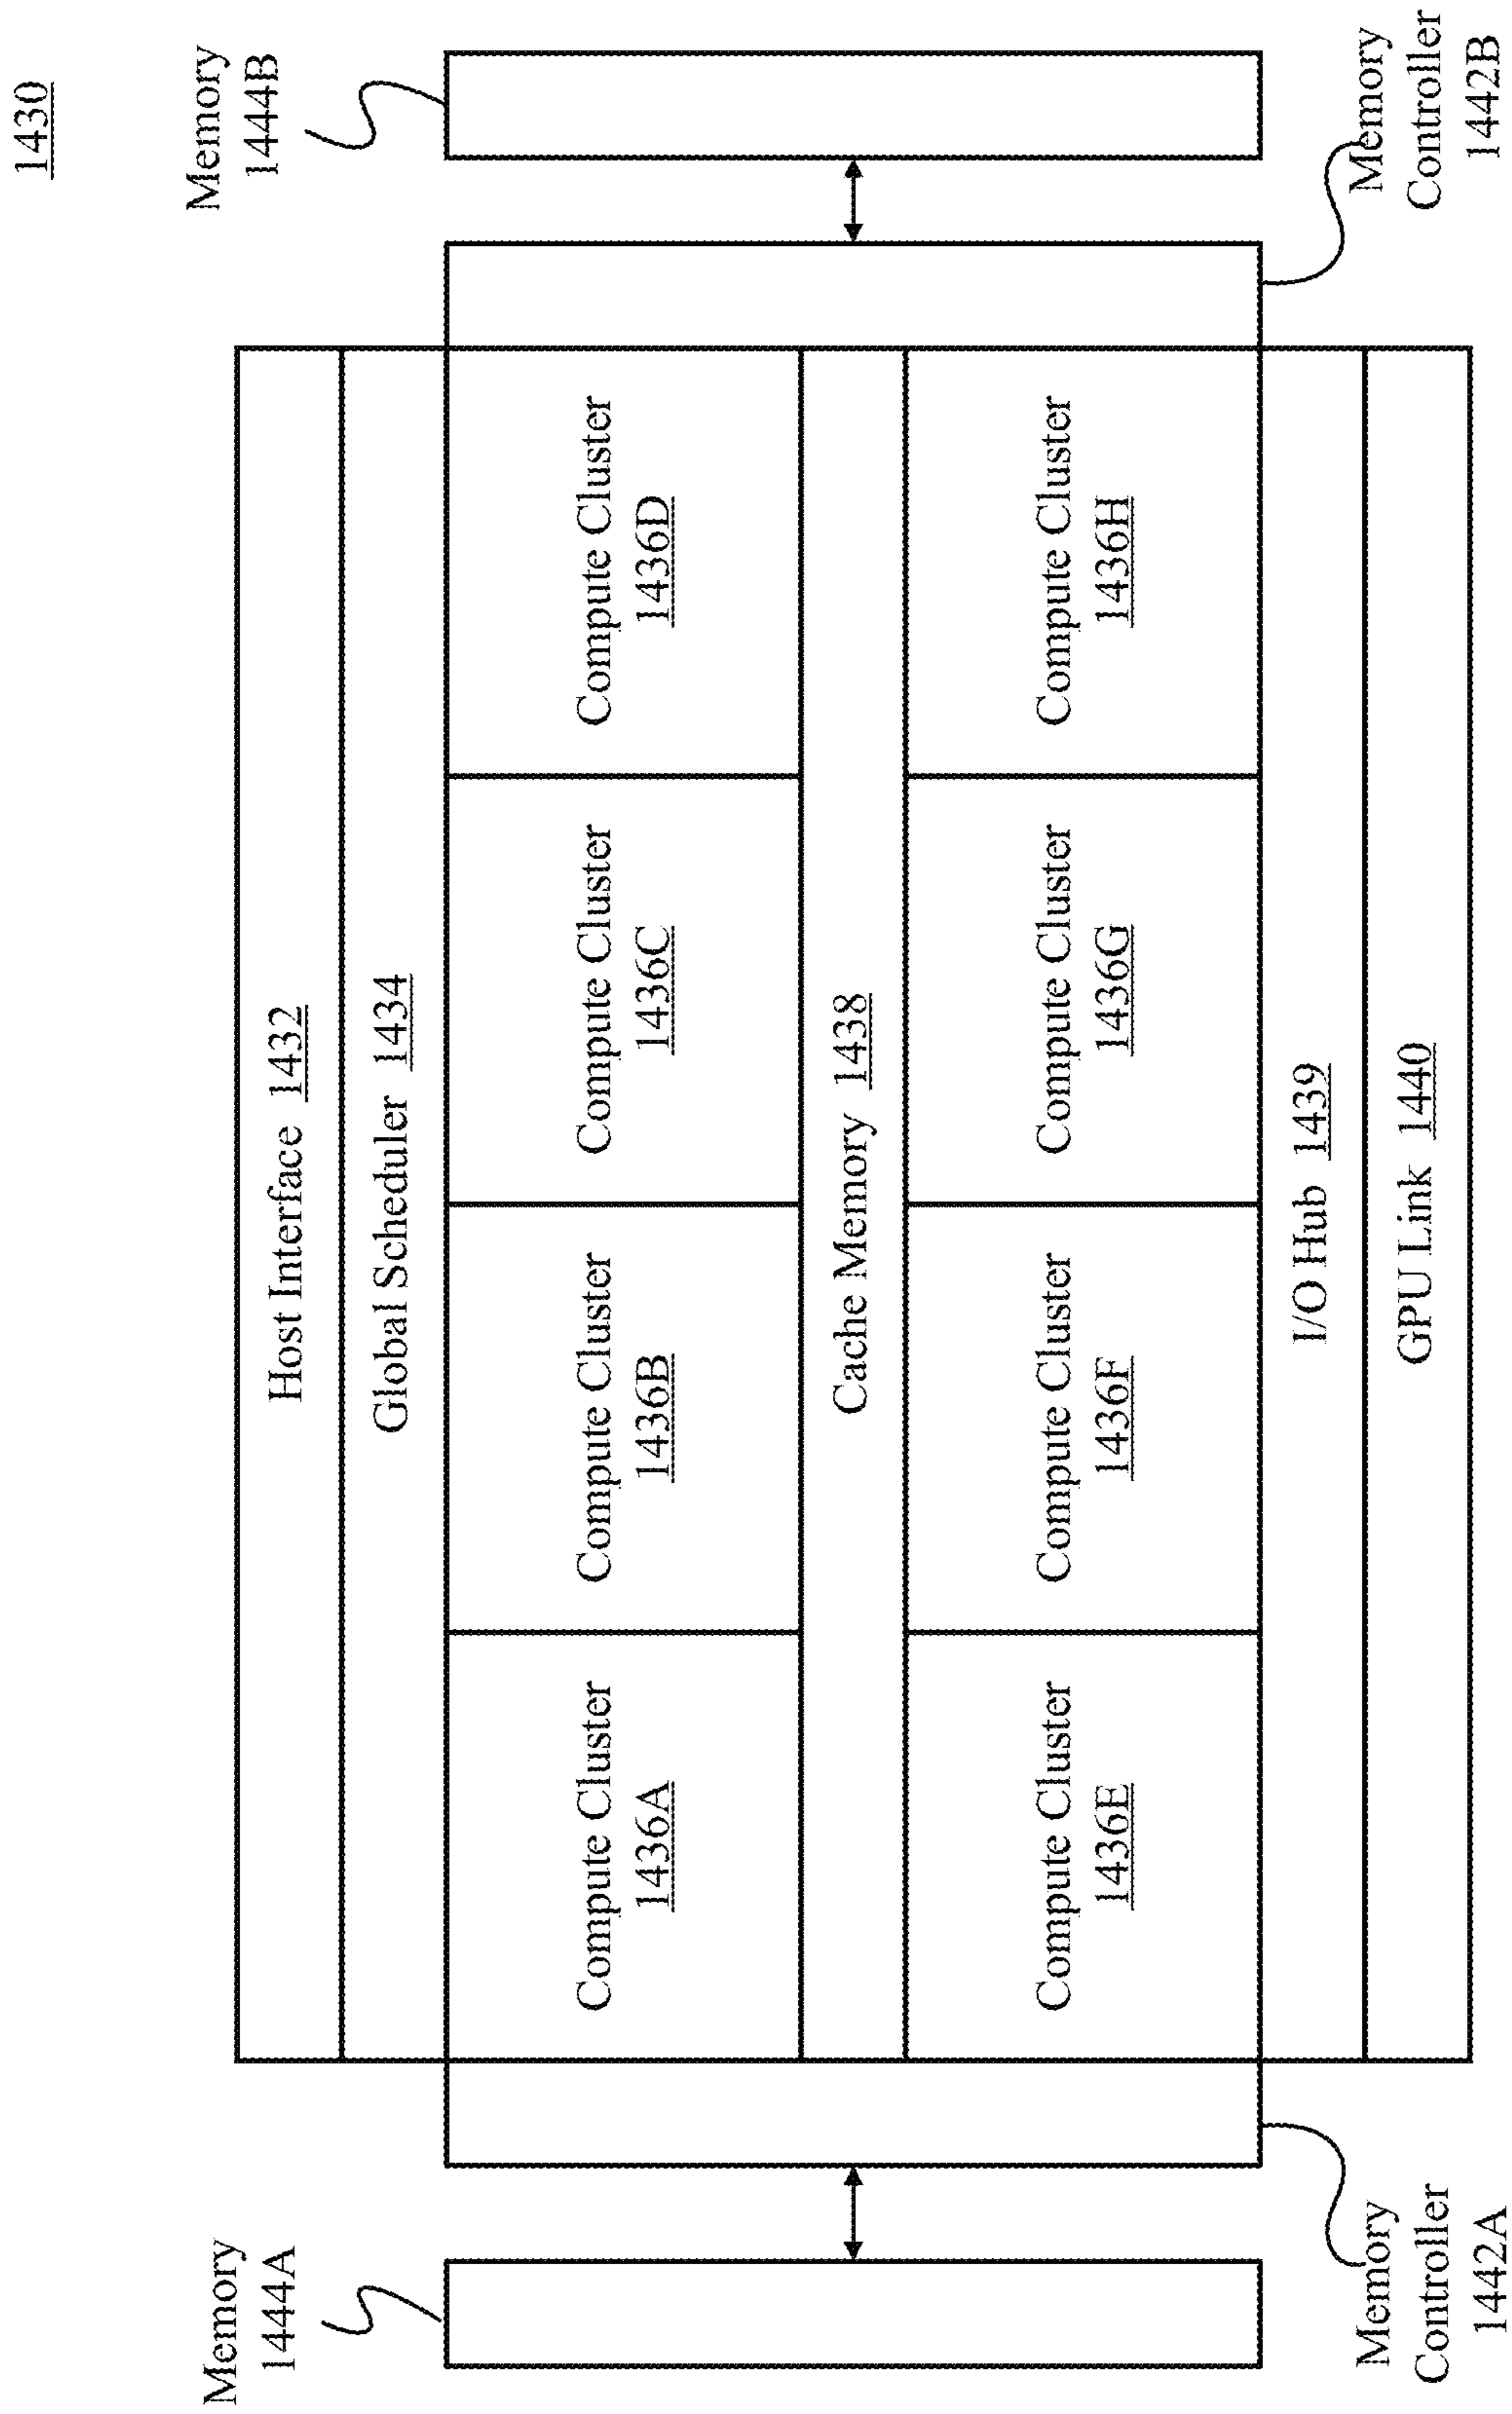 1430
Memory
1444A
Memory
1444B
Host Interface 1432
Global Scheduler 1434
Compute Cluster
1436A
Compute Cluster
1436B
Compute Cluster
1436C
Compute Cluster
1436D
Cache Memory 1438
Compute Cluster
1436E
Compute Cluster
1436F
Compute Cluster
1436G
Compute Cluster
1436H
I/O Hub 1439
GPU Link 1440
Memory
Controller
1442A
Memory
Controller
1442B